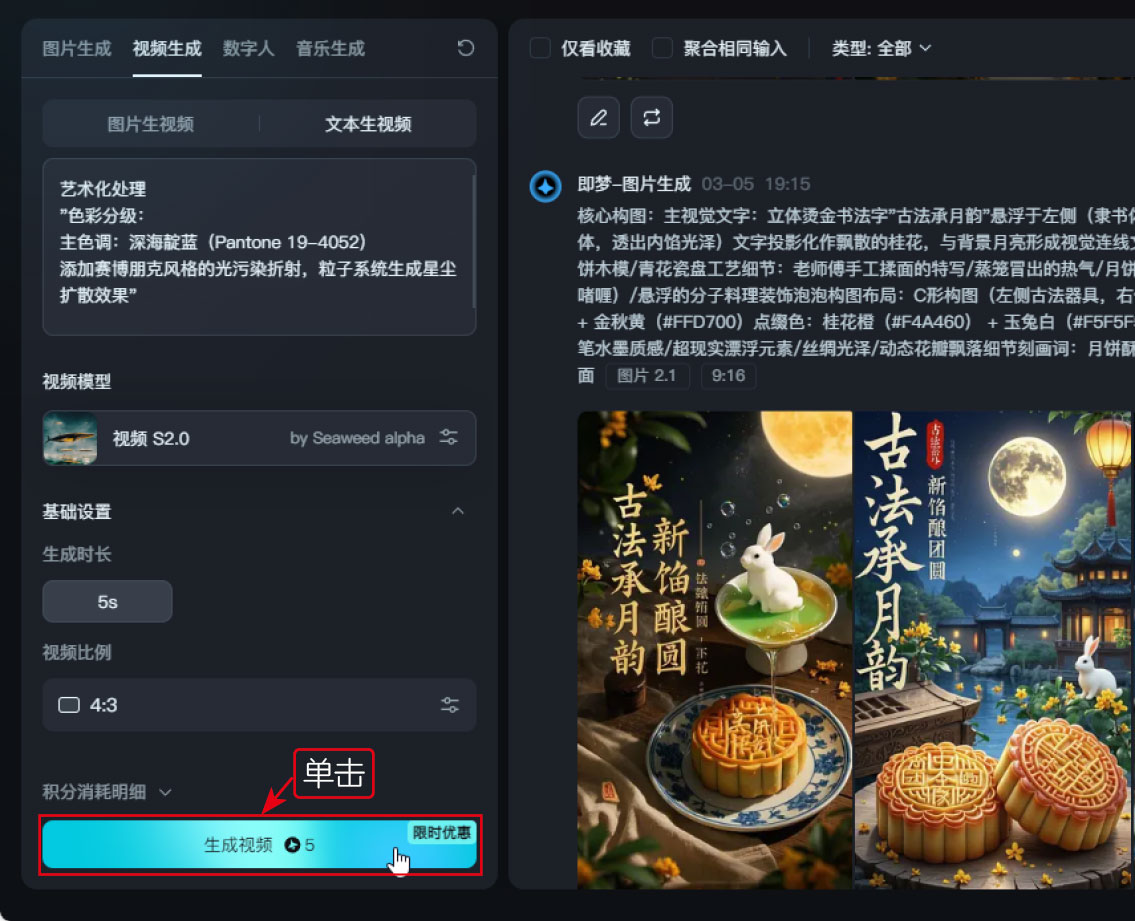 图片生成 视频生成 数字人 音乐生成
图片生视频 文本生视频
艺术化处理
"色彩分级：
主色调：深海靛蓝（Pantone 19-4052）
添加赛博朋克风格的光污染折射，粒子系统生成星尘
扩散效果"
视频模型
视频 S2.0 by Seaweed alpha
基础设置
生成时长
5s
视频比例
4:3
单击
积分消耗明细
限时优惠
生成视频 5
仅看收藏 聚合相同输入 类型: 全部
即梦-图片生成 03-05 19:15
核心构图：主视觉文字：立体烫金书法字"古法承月韵"悬浮于左侧（隶书
体，透出内馅光泽）文字投影化作飘散的桂花，与背景月亮形成视觉连线
饼木模/青花瓷盘工艺细节：老师傅手工揉面的特写/蒸笼冒出的热气/月饼
啫喱）/悬浮的分子料理装饰泡泡构图布局：C形构图（左侧古法器具，右
+ 金秋黄（#FFD700）点缀色：桂花橙（#F4A460） + 玉兔白（#F5F5F
笔水墨质感/超现实漂浮元素/丝绸光泽/动态花瓣飘落细节刻画词：月饼酥
面 图片 2.1 9:16
古法承月韵
新馅酿圆
古法承月韵
新馅酿团圆